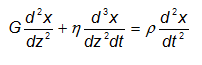 G d²x/dz² + η d³x/dz²dt = ρ d²x/dt²